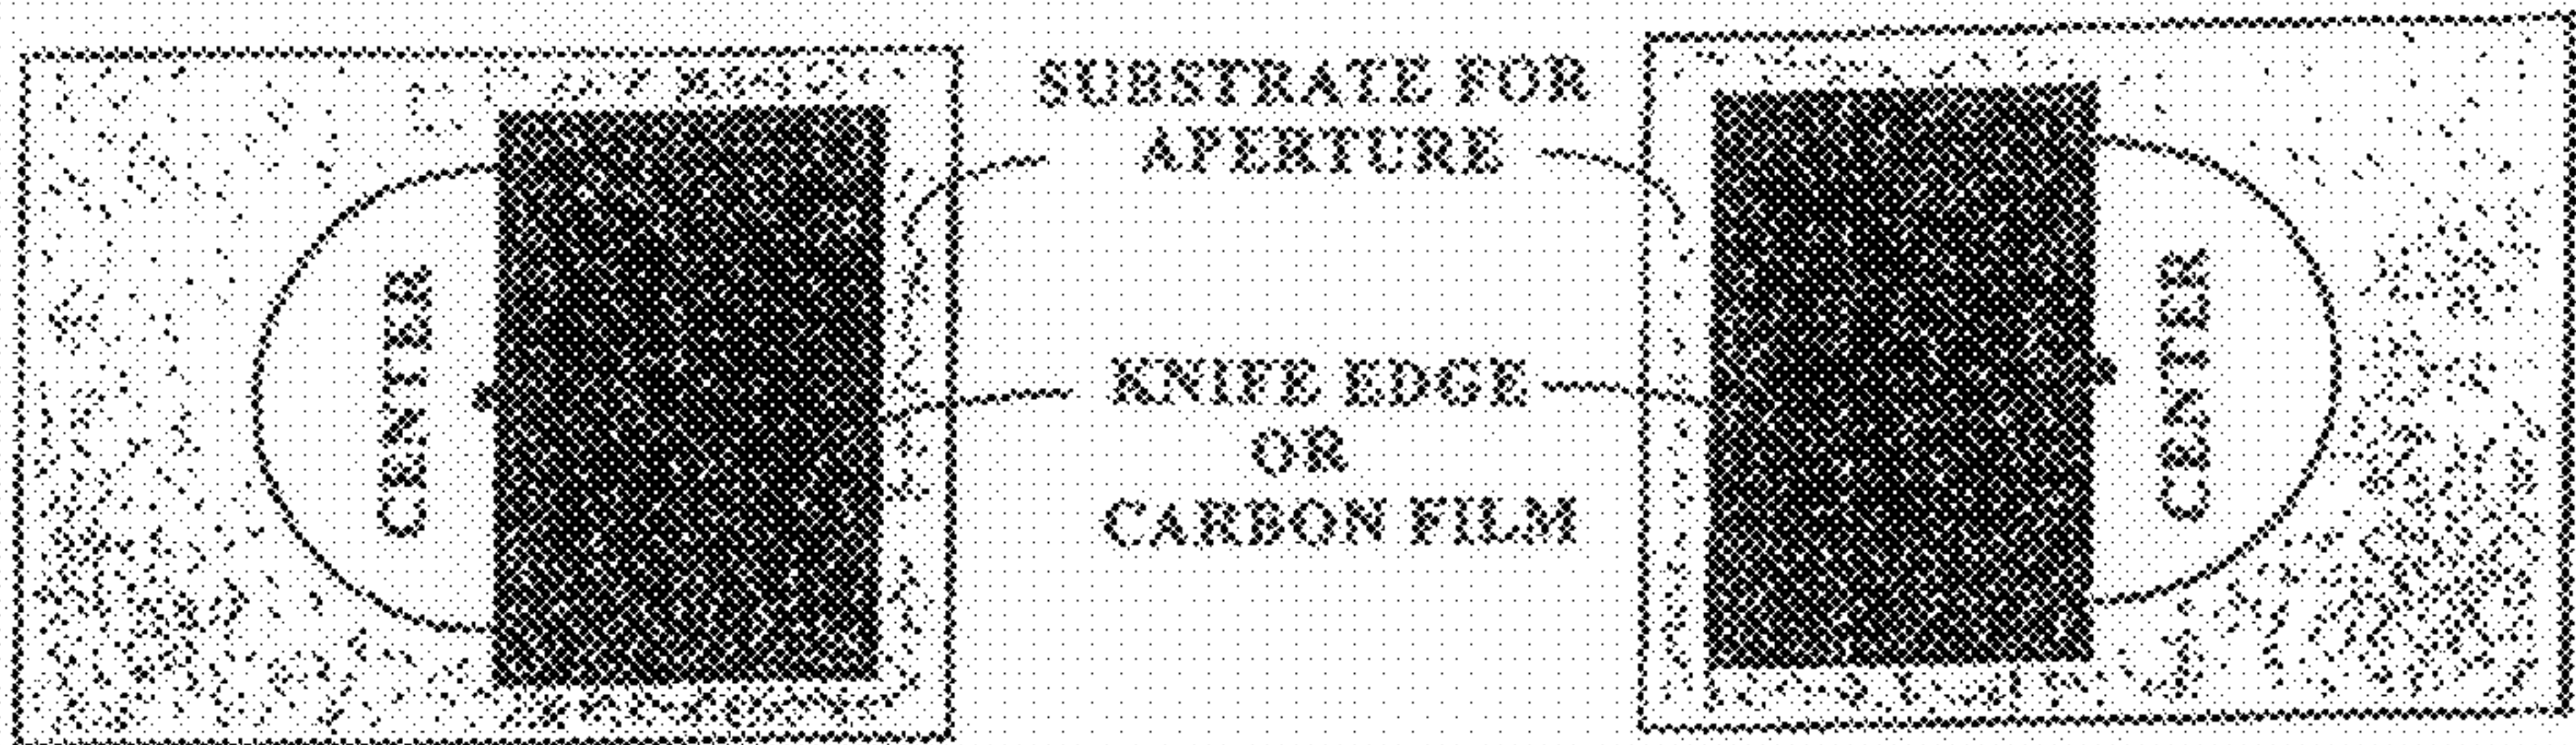 SUBSTRATE FOR
APERTURE
CENTER
KNIFE EDGE
OR
CARBON FILM
CENTER